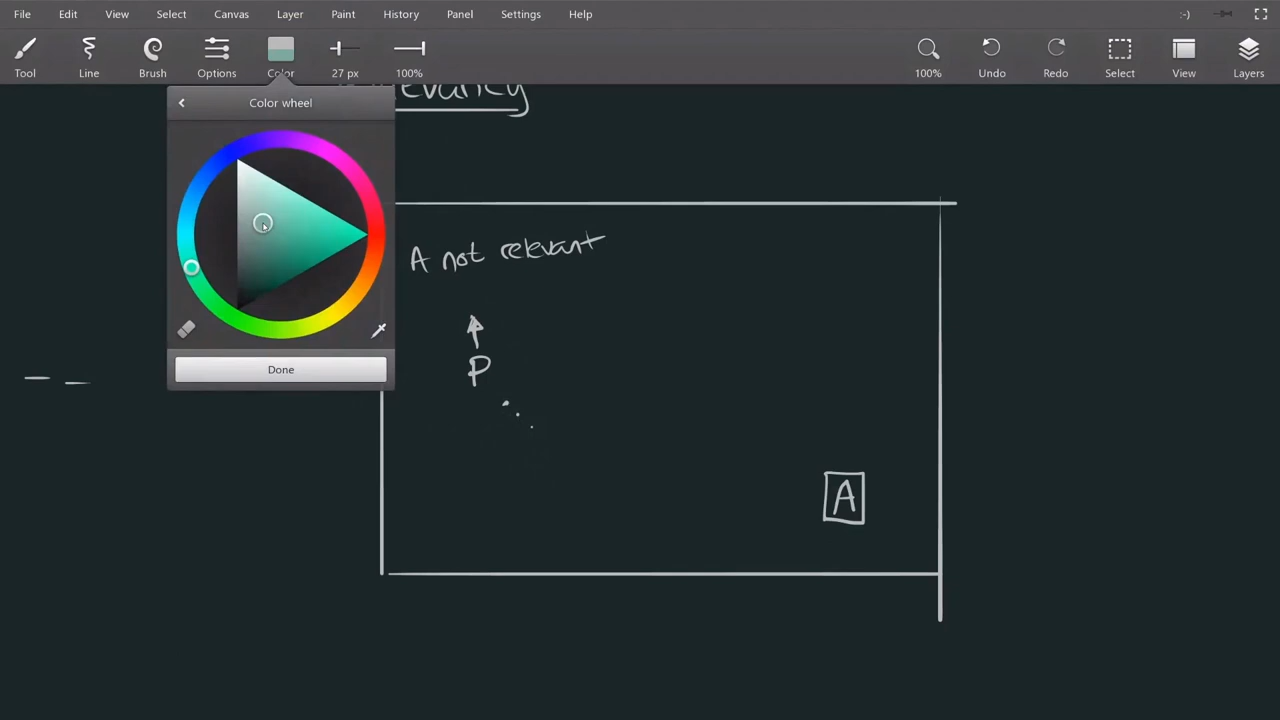 File Edit View Select Canvas Layer Paint History Panel Settings Help :-)
Tool Line Brush Options Color 27 px 100% 100% Undo Redo Select View Layers
Color wheel
A not relevant
P
A
Done